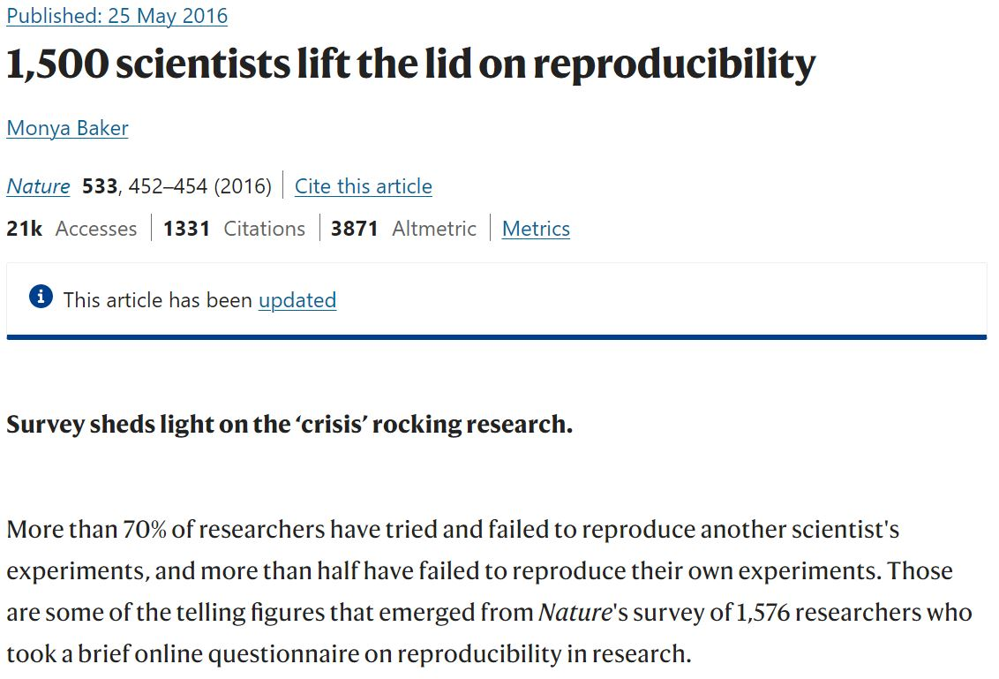 Published: 25 May 2016
1,500 scientists lift the lid on reproducibility
Monya Baker
Nature 533, 452–454 (2016) Cite this article
21k Accesses 1331 Citations 3871 Altmetric Metrics
This article has been updated
Survey sheds light on the ‘crisis’ rocking research.
More than 70% of researchers have tried and failed to reproduce another scientist's
experiments, and more than half have failed to reproduce their own experiments. Those
are some of the telling figures that emerged from Nature's survey of 1,576 researchers who
took a brief online questionnaire on reproducibility in research.